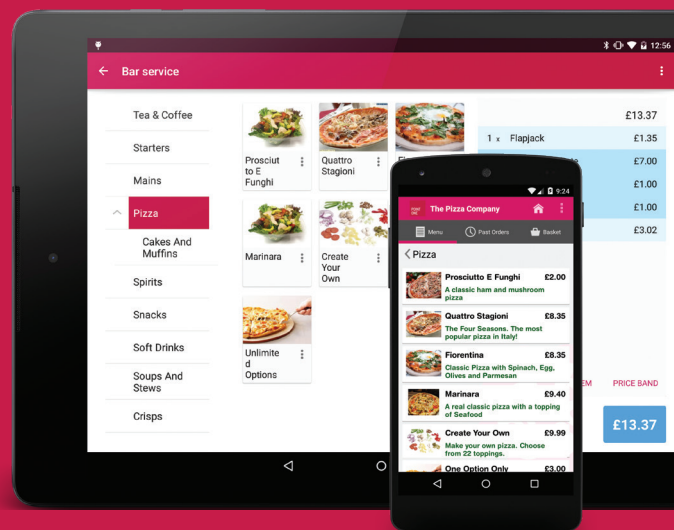 12:56
Bar service
Tea & Coffee
Starters
Mains
Pizza
Cakes And
Muffins
Spirits
Snacks
Soft Drinks
Soups And
Stews
Crisps
Prosciut
to E
Funghi
Quattro
Stagioni
Marinara
Create
Your
Own
Unlimite
d
Options
£13.37
1 x Flapjack £1.35
£7.00
£1.00
£1.00
£3.02
EM PRICE BAND
£13.37
9:24
The Pizza Company
Menu Past Orders Basket
Pizza
Prosciutto E Funghi £2.00
A classic ham and mushroom
pizza
Quattro Stagioni £8.35
The Four Seasons. The most
popular pizza in Italy!
Fiorentina £8.35
Classic Pizza with Spinach, Egg,
Olives and Parmesan
Marinara £9.40
A real classic pizza with a topping
of Seafood
Create Your Own £9.99
Make your own pizza. Choose
from 22 toppings.
One Option Only £3.00